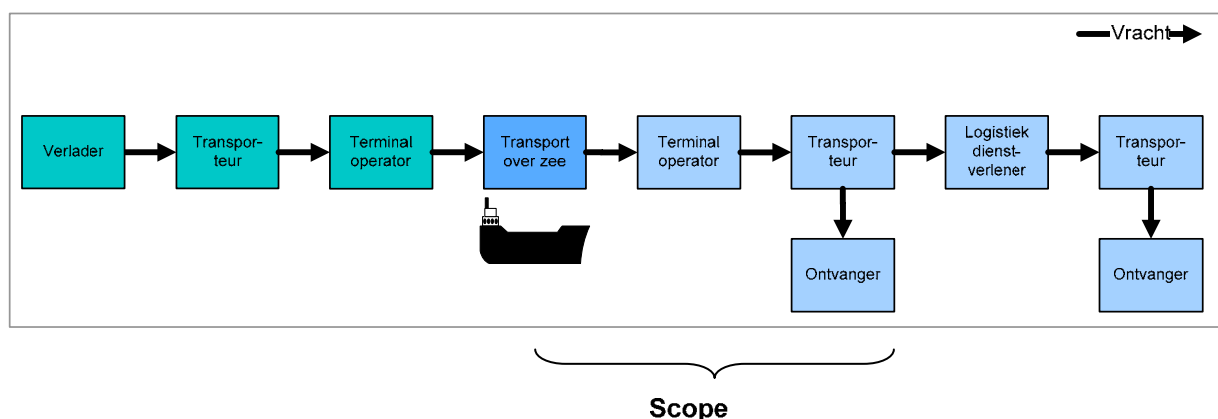 Vracht
Verlader
Transpor-
teur
Terminal
operator
Transport
over zee
Terminal
operator
Transpor-
teur
Logistiek
dienst-
verlener
Transpor-
teur
Ontvanger
Ontvanger
Scope